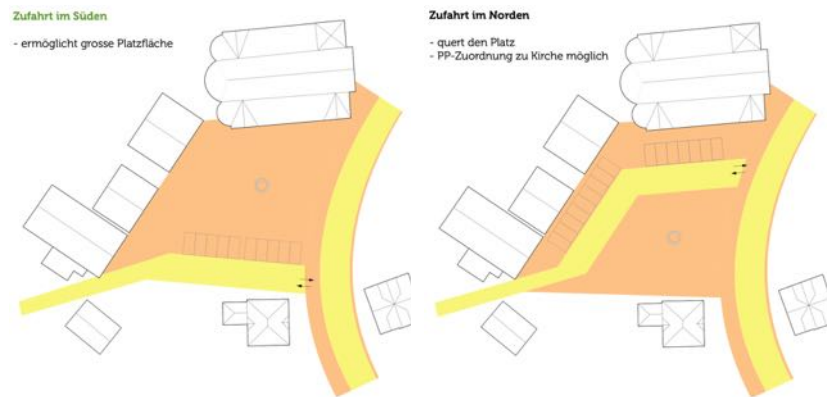 Zufahrt im Süden
- ermöglicht grosse Platzfläche
Zufahrt im Norden
- quert den Platz
- PP-Zuordnung zu Kirche möglich